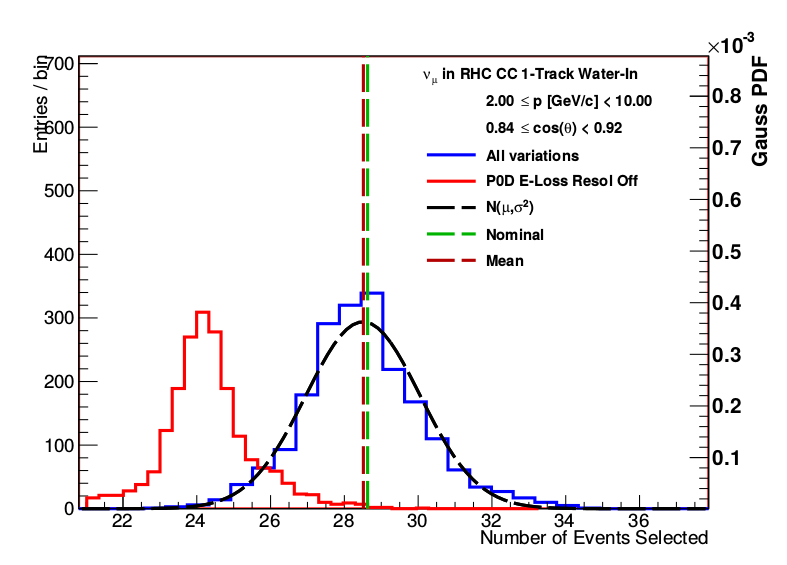 ×10⁻³
Entries / bin
Gauss PDF
700
600
500
400
300
200
100
0
0.8
0.7
0.6
0.5
0.4
0.3
0.2
0.1
ν_μ in RHC CC 1-Track Water-In
2.00 ≤ p [GeV/c] < 10.00
0.84 ≤ cos(θ) < 0.92
All variations
P0D E-Loss Resol Off
N(μ,σ²)
Nominal
Mean
22 24 26 28 30 32 34 36
Number of Events Selected